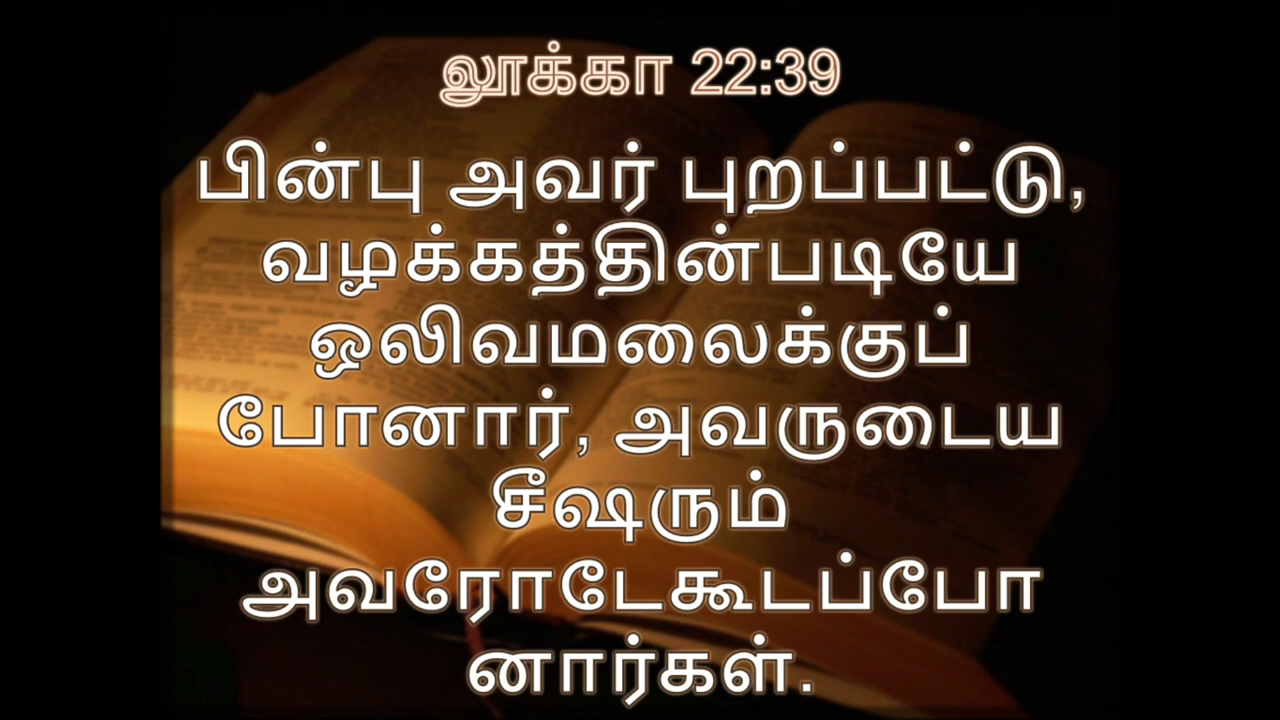 லூக்கா 22:39
பின்பு அவர் புறப்பட்டு,
வழக்கத்தின்படியே
ஒலிவமலைக்குப்
போனார், அவருடைய
சீஷரும்
அவரோடேகூடப்போ
னார்கள்.